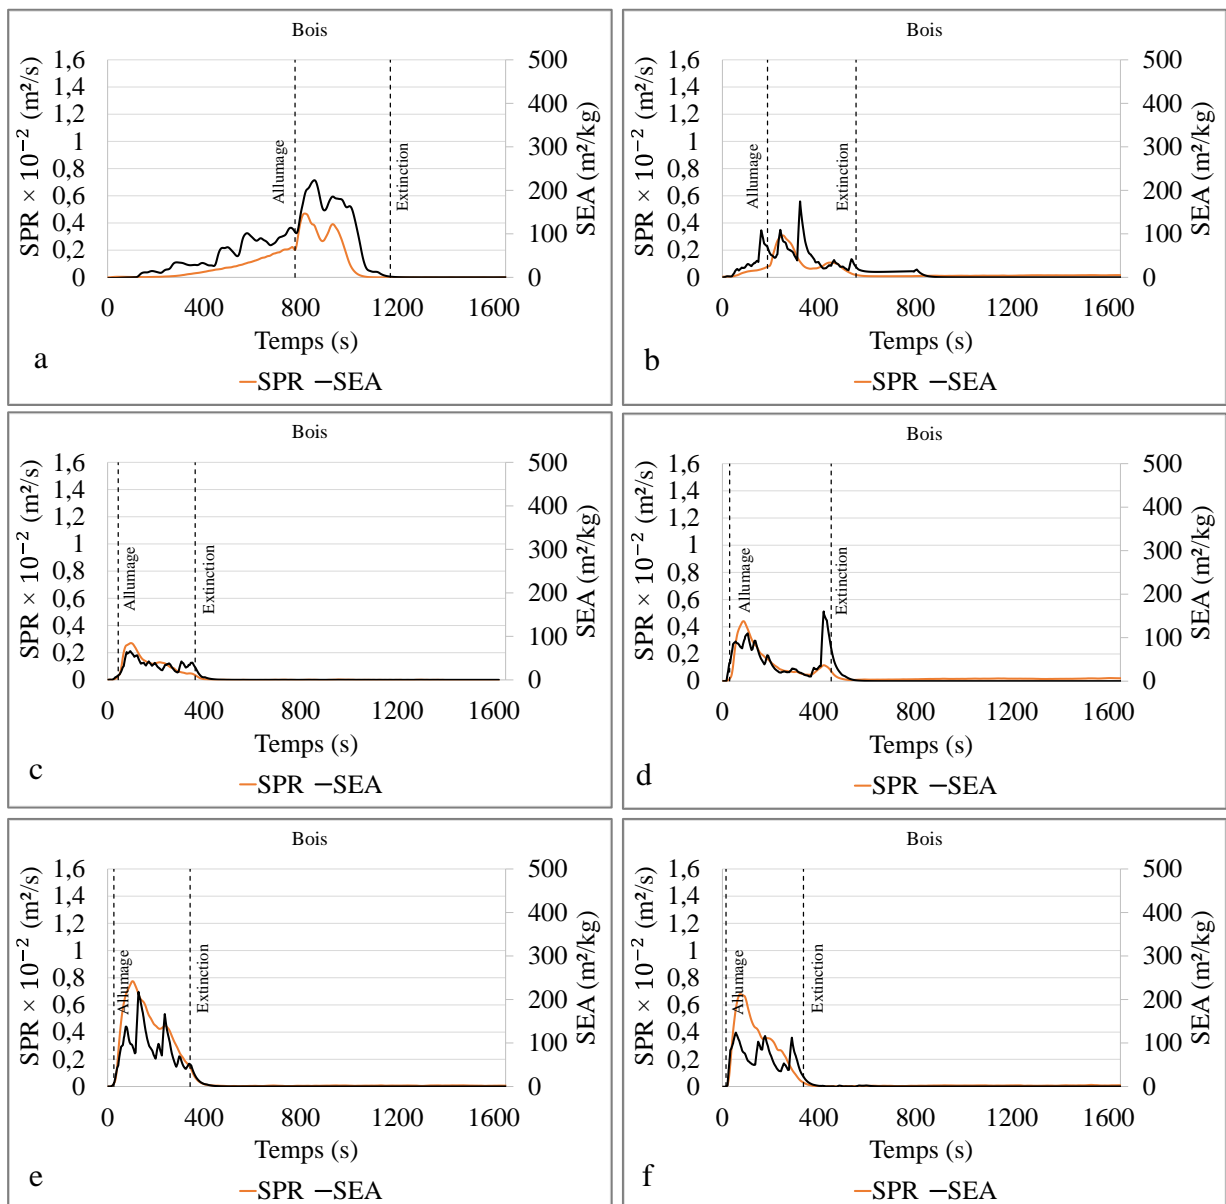 Bois
SPR × 10⁻² (m²/s)
1,6
1,4
1,2
1
0,8
0,6
0,4
0,2
0
500
400
300
200
100
0
SEA (m²/kg)
Allumage
Extinction
0 400 800 1200 1600
Temps (s)
a
SPR SEA
Bois
SPR × 10⁻² (m²/s)
1,6
1,4
1,2
1
0,8
0,6
0,4
0,2
0
500
400
300
200
100
0
SEA (m²/kg)
Allumage
Extinction
0 400 800 1200 1600
Temps (s)
b
SPR SEA
Bois
SPR × 10⁻² (m²/s)
1,6
1,4
1,2
1
0,8
0,6
0,4
0,2
0
500
400
300
200
100
0
SEA (m²/kg)
Allumage
Extinction
0 400 800 1200 1600
Temps (s)
c
SPR SEA
Bois
SPR × 10⁻² (m²/s)
1,6
1,4
1,2
1
0,8
0,6
0,4
0,2
0
500
400
300
200
100
0
SEA (m²/kg)
Allumage
Extinction
0 400 800 1200 1600
Temps (s)
d
SPR SEA
Bois
SPR × 10⁻² (m²/s)
1,6
1,4
1,2
1
0,8
0,6
0,4
0,2
0
500
400
300
200
100
0
SEA (m²/kg)
Allumage
Extinction
0 400 800 1200 1600
Temps (s)
e
SPR SEA
Bois
SPR × 10⁻² (m²/s)
1,6
1,4
1,2
1
0,8
0,6
0,4
0,2
0
500
400
300
200
100
0
SEA (m²/kg)
Allumage
Extinction
0 400 800 1200 1600
Temps (s)
f
SPR SEA